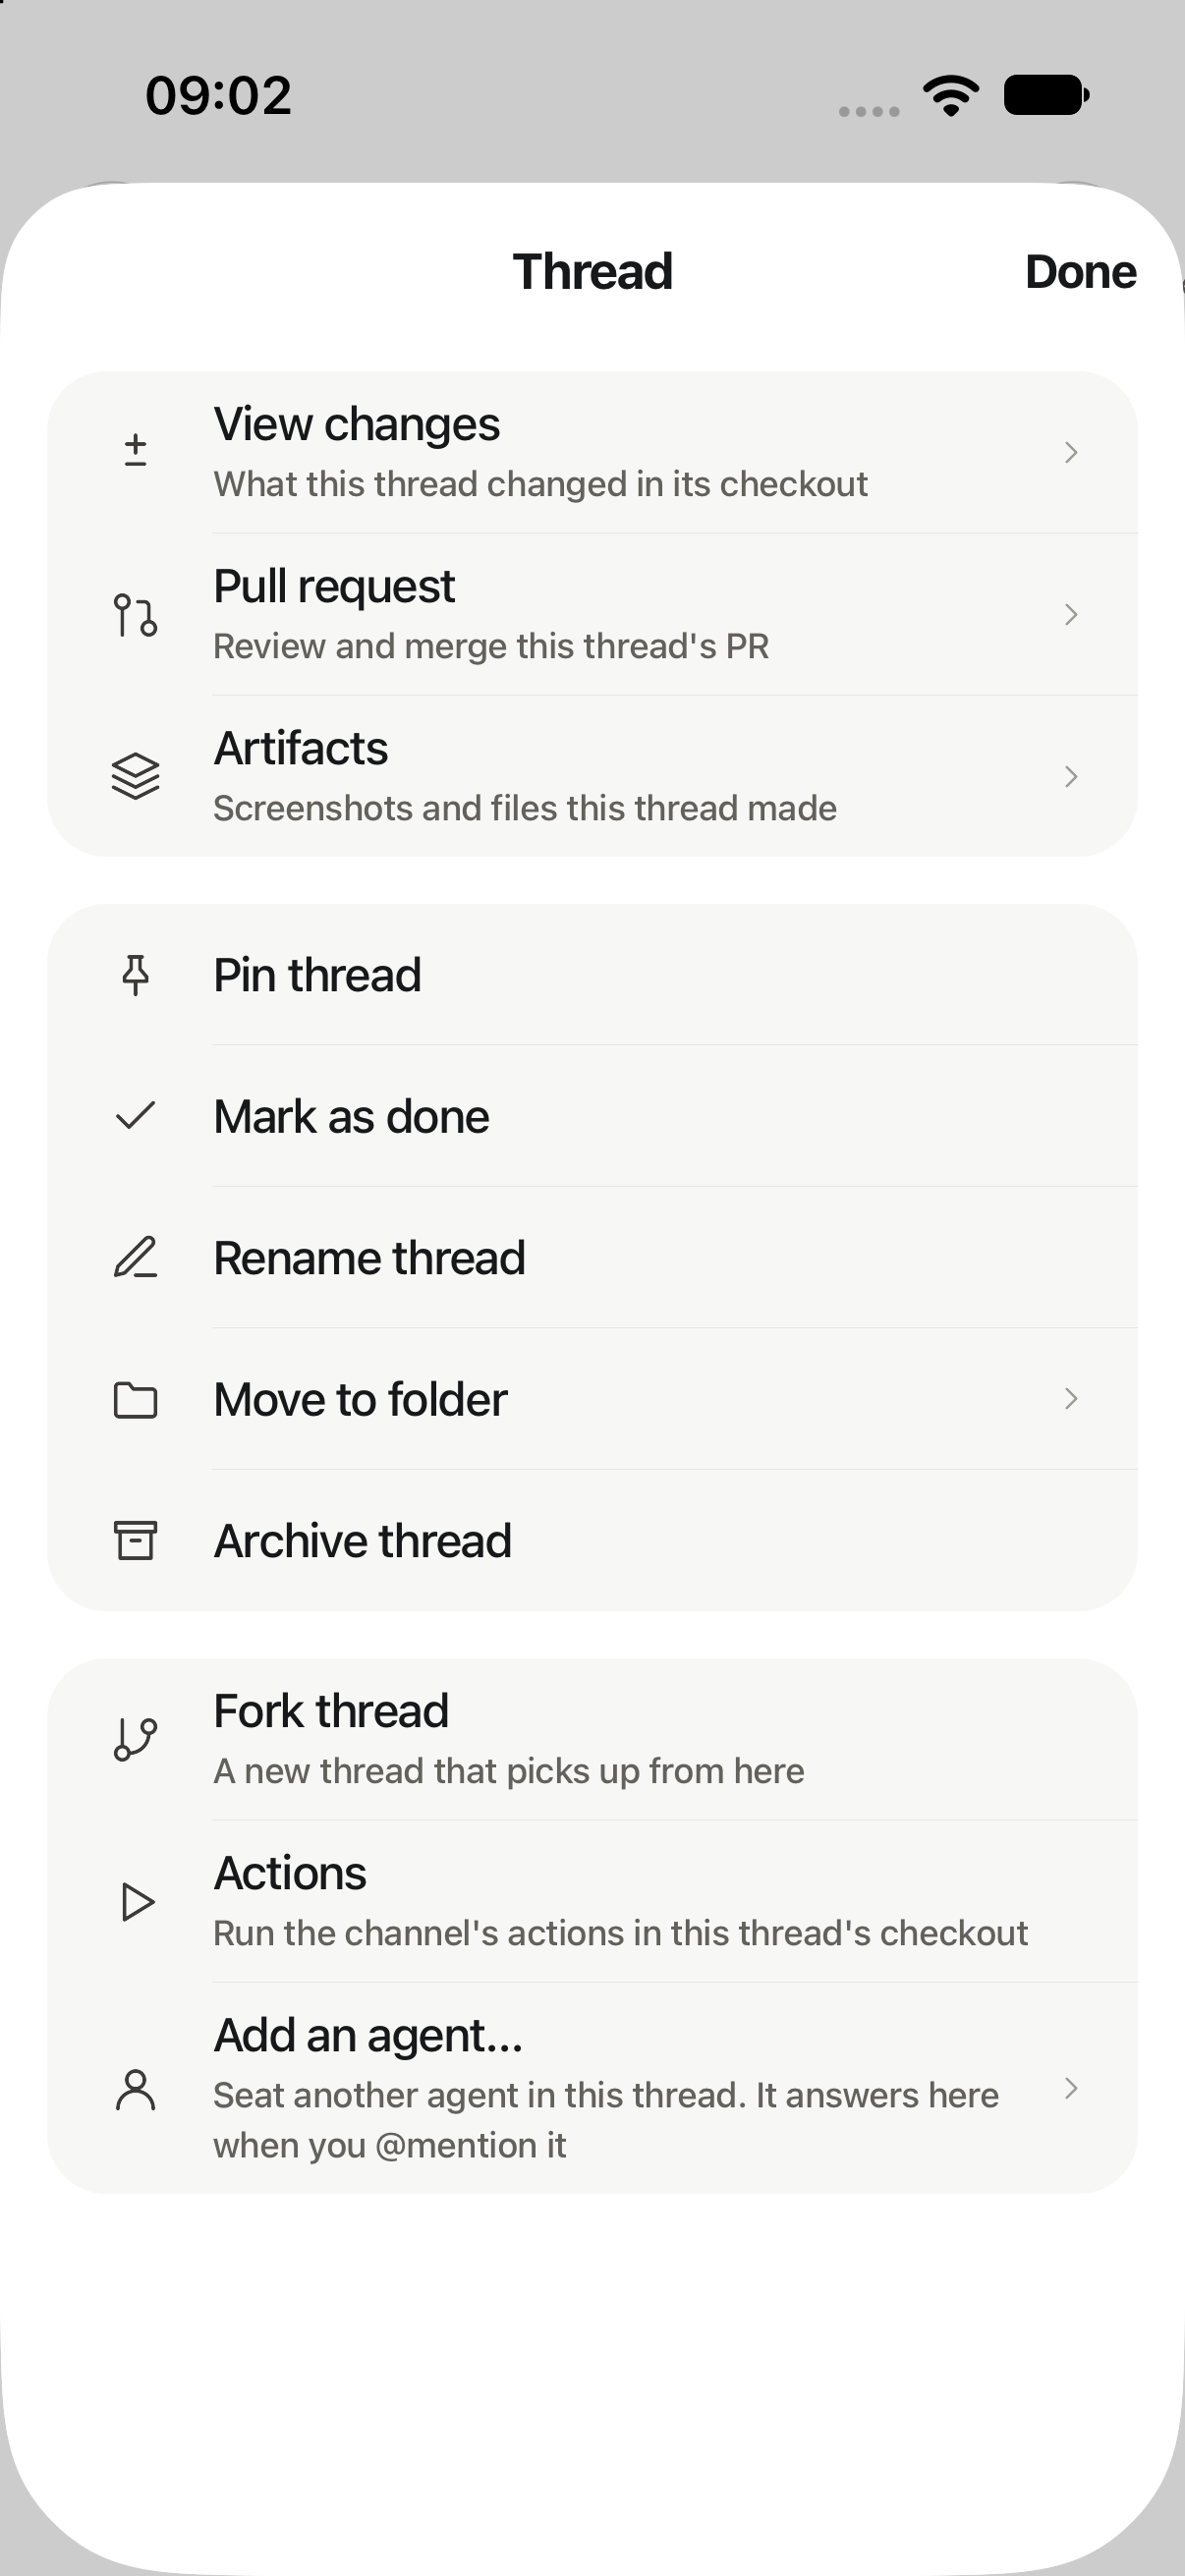 09:02
Thread
Done
View changes
What this thread changed in its checkout
Pull request
Review and merge this thread's PR
Artifacts
Screenshots and files this thread made
Pin thread
Mark as done
Rename thread
Move to folder
Archive thread
Fork thread
A new thread that picks up from here
Actions
Run the channel's actions in this thread's checkout
Add an agent...
Seat another agent in this thread. It answers here
when you @mention it